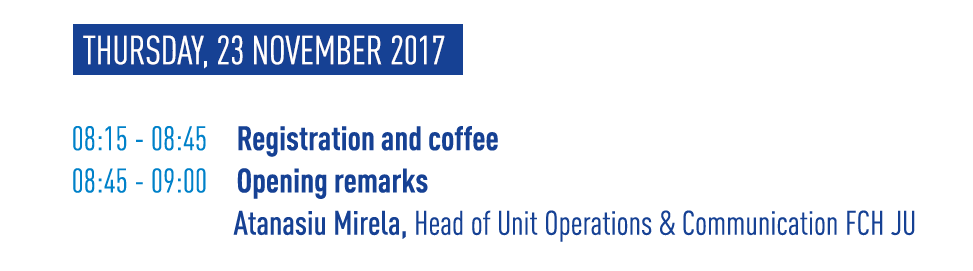 THURSDAY, 23 NOVEMBER 2017
08:15 - 08:45 Registration and coffee
08:45 - 09:00 Opening remarks
Atanasiu Mirela, Head of Unit Operations & Communication FCH JU